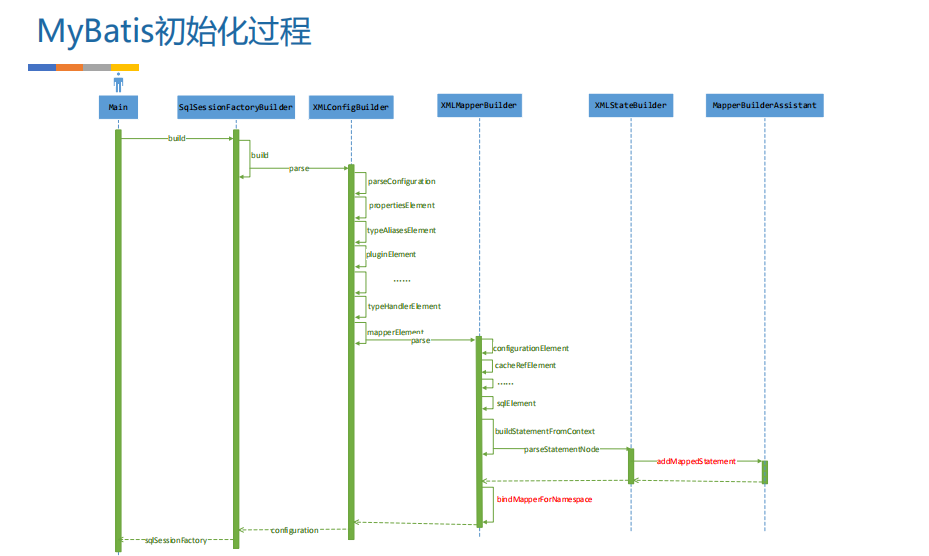 MyBatis初始化过程
Main
SqlSessionFactoryBuilder
XMLConfigBuilder
XMLMapperBuilder
XMLStateBuilder
MapperBuilderAssistant
build
build
parse
parseConfiguration
propertiesElement
typeAliasesElement
pluginElement
......
typeHandlerElement
mapperElement
parse
configurationElement
cacheRefElement
......
sqlElement
buildStatementFromContext
parseStatementNode
addMappedStatement
bindMapperForNamespace
configuration
sqlSessionFactory